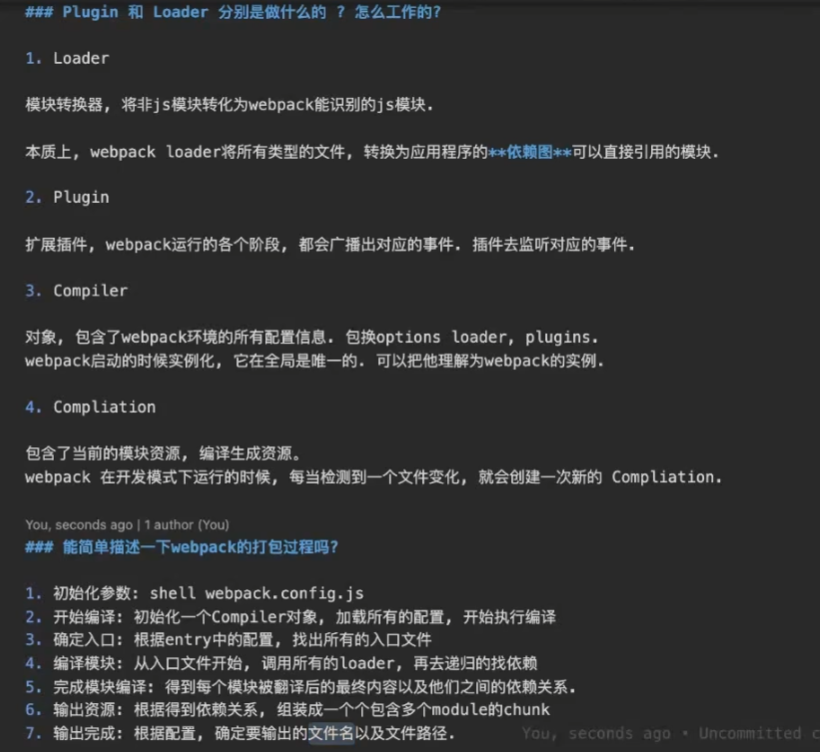 ### Plugin 和 Loader 分别是做什么的 ? 怎么工作的?
1. Loader
模块转换器, 将非js模块转化为webpack能识别的js模块.
本质上, webpack loader将所有类型的文件, 转换为应用程序的**依赖图**可以直接引用的模块.
2. Plugin
扩展插件, webpack运行的各个阶段, 都会广播出对应的事件. 插件去监听对应的事件.
3. Compiler
对象, 包含了webpack环境的所有配置信息. 包换options loader, plugins.
webpack启动的时候实例化, 它在全局是唯一的. 可以把他理解为webpack的实例.
4. Compliation
包含了当前的模块资源, 编译生成资源。
webpack 在开发模式下运行的时候, 每当检测到一个文件变化, 就会创建一次新的 Compliation.
You, seconds ago | 1 author (You)
### 能简单描述一下webpack的打包过程吗?
1. 初始化参数: shell webpack.config.js
2. 开始编译: 初始化一个Compiler对象, 加载所有的配置, 开始执行编译
3. 确定入口: 根据entry中的配置, 找出所有的入口文件
4. 编译模块: 从入口文件开始, 调用所有的loader, 再去递归的找依赖
5. 完成模块编译: 得到每个模块被翻译后的最终内容以及他们之间的依赖关系.
6. 输出资源: 根据得到依赖关系, 组装成一个个包含多个module的chunk
7. 输出完成: 根据配置, 确定要输出的文件名以及文件路径. You, seconds ago • Uncommitted c